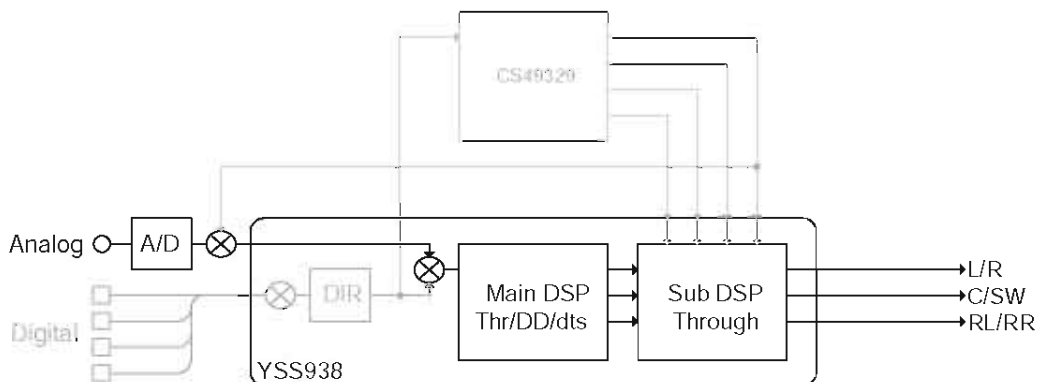 CS49329
Analog
A/D
DIR
Digital
Main DSP
Thr/DD/dts
Sub DSP
Through
L/R
C/SW
RL/RR
YSS938